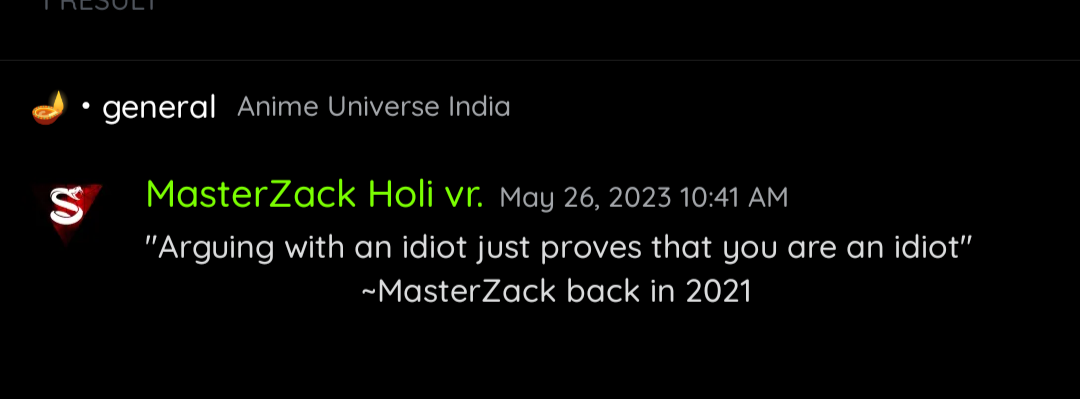 1 RESULT
• general Anime Universe India
MasterZack Holi vr. May 26, 2023 10:41 AM
"Arguing with an idiot just proves that you are an idiot"
~MasterZack back in 2021